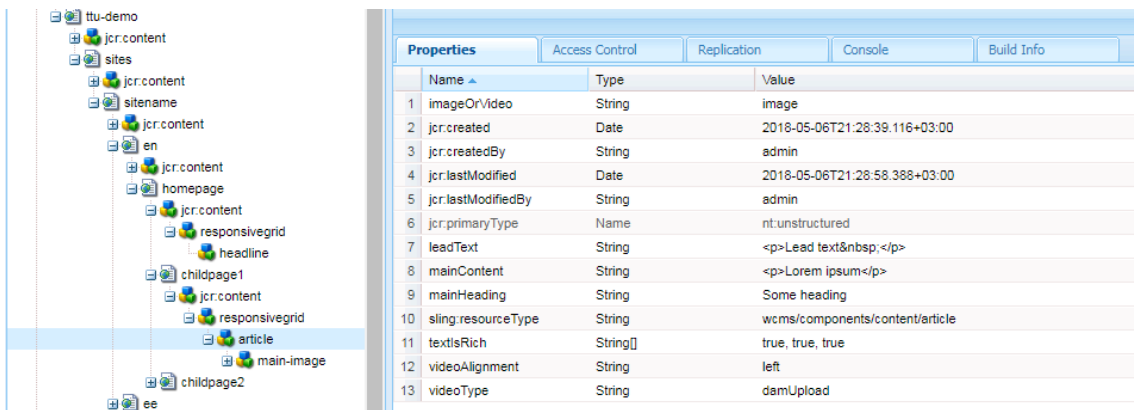 ttu-demo
jcr:content
sites
jcr:content
sitename
jcr:content
en
jcr:content
homepage
jcr:content
responsivegrid
headline
childpage1
jcr:content
responsivegrid
article
main-image
childpage2
ee
Properties Access Control Replication Console Build Info
Name Type Value
1 imageOrVideo String image
2 jcr:created Date 2018-05-06T21:28:39.116+03:00
3 jcr:createdBy String admin
4 jcr:lastModified Date 2018-05-06T21:28:58.388+03:00
5 jcr:lastModifiedBy String admin
6 jcr:primaryType Name nt:unstructured
7 leadText String <p>Lead text&nbsp;</p>
8 mainContent String <p>Lorem ipsum</p>
9 mainHeading String Some heading
10 sling:resourceType String wcms/components/content/article
11 textIsRich String[] true, true, true
12 videoAlignment String left
13 videoType String damUpload